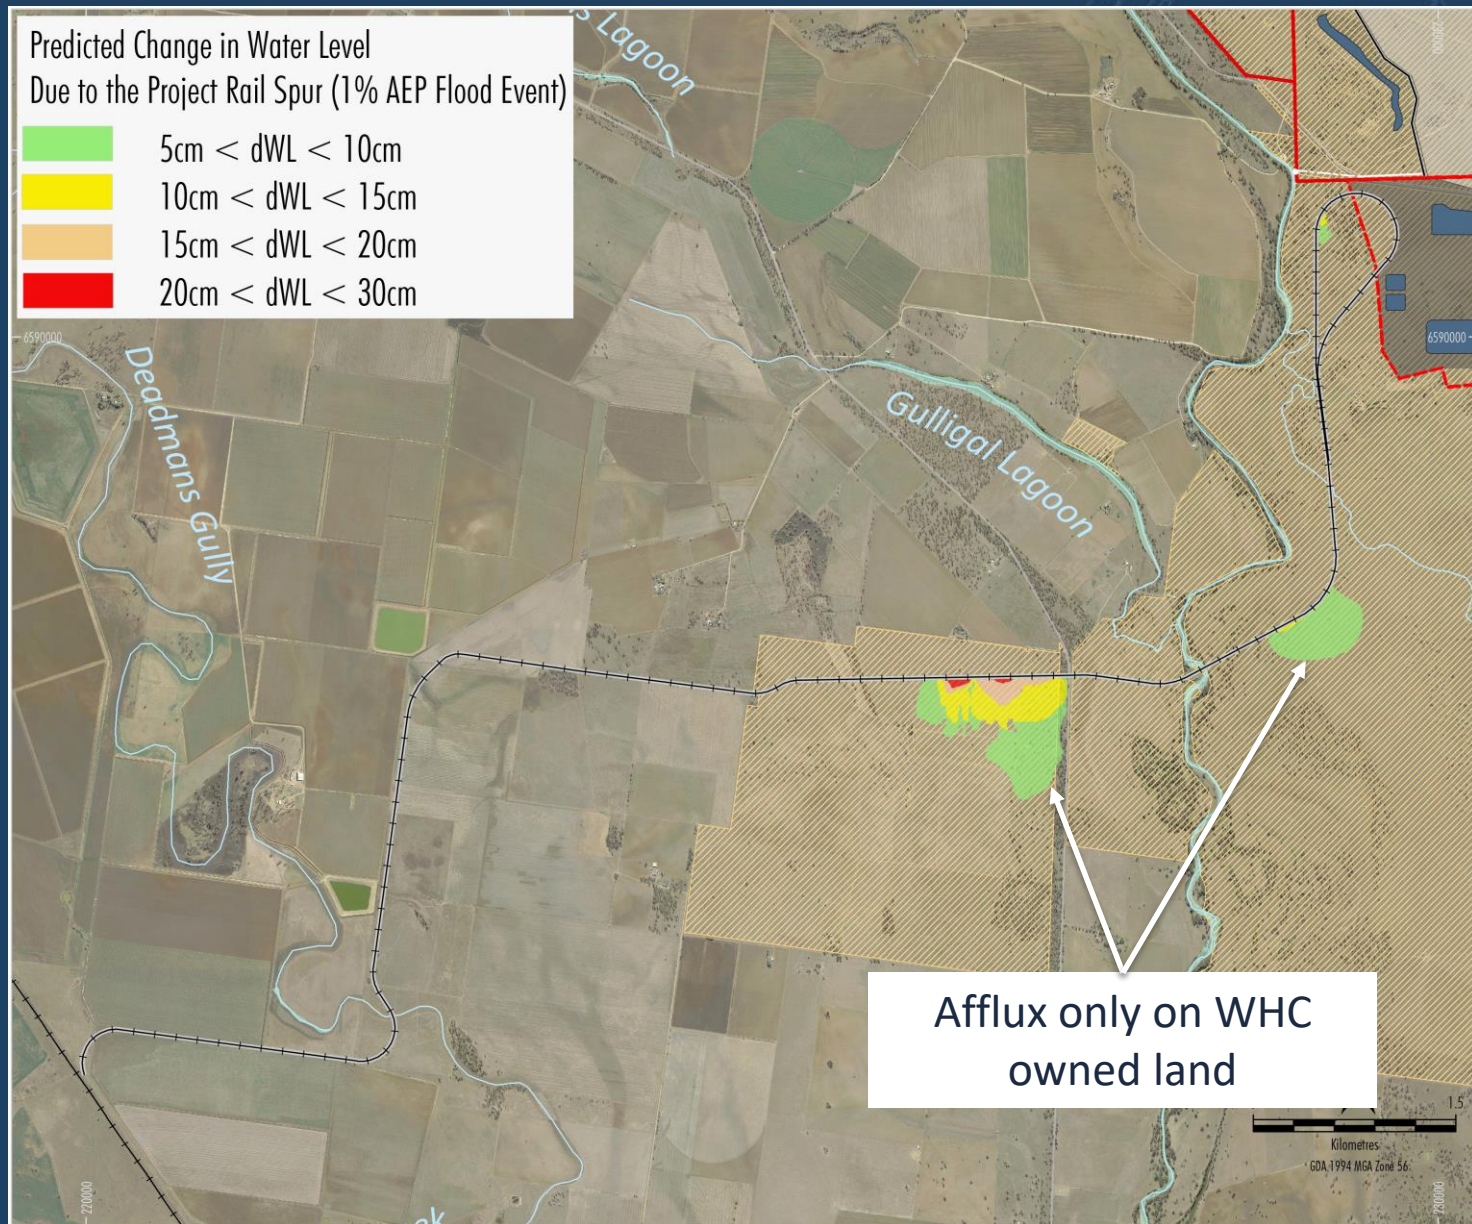 Predicted Change in Water Level
Due to the Project Rail Spur (1% AEP Flood Event)
5cm < dWL < 10cm
10cm < dWL < 15cm
15cm < dWL < 20cm
20cm < dWL < 30cm
Lagoon
6590000
6590000
Deadmans Gully
Gulligal Lagoon
Afflux only on WHC
owned land
1.5
Kilometres
GDA 1994 MGA Zone 56
220000
230000